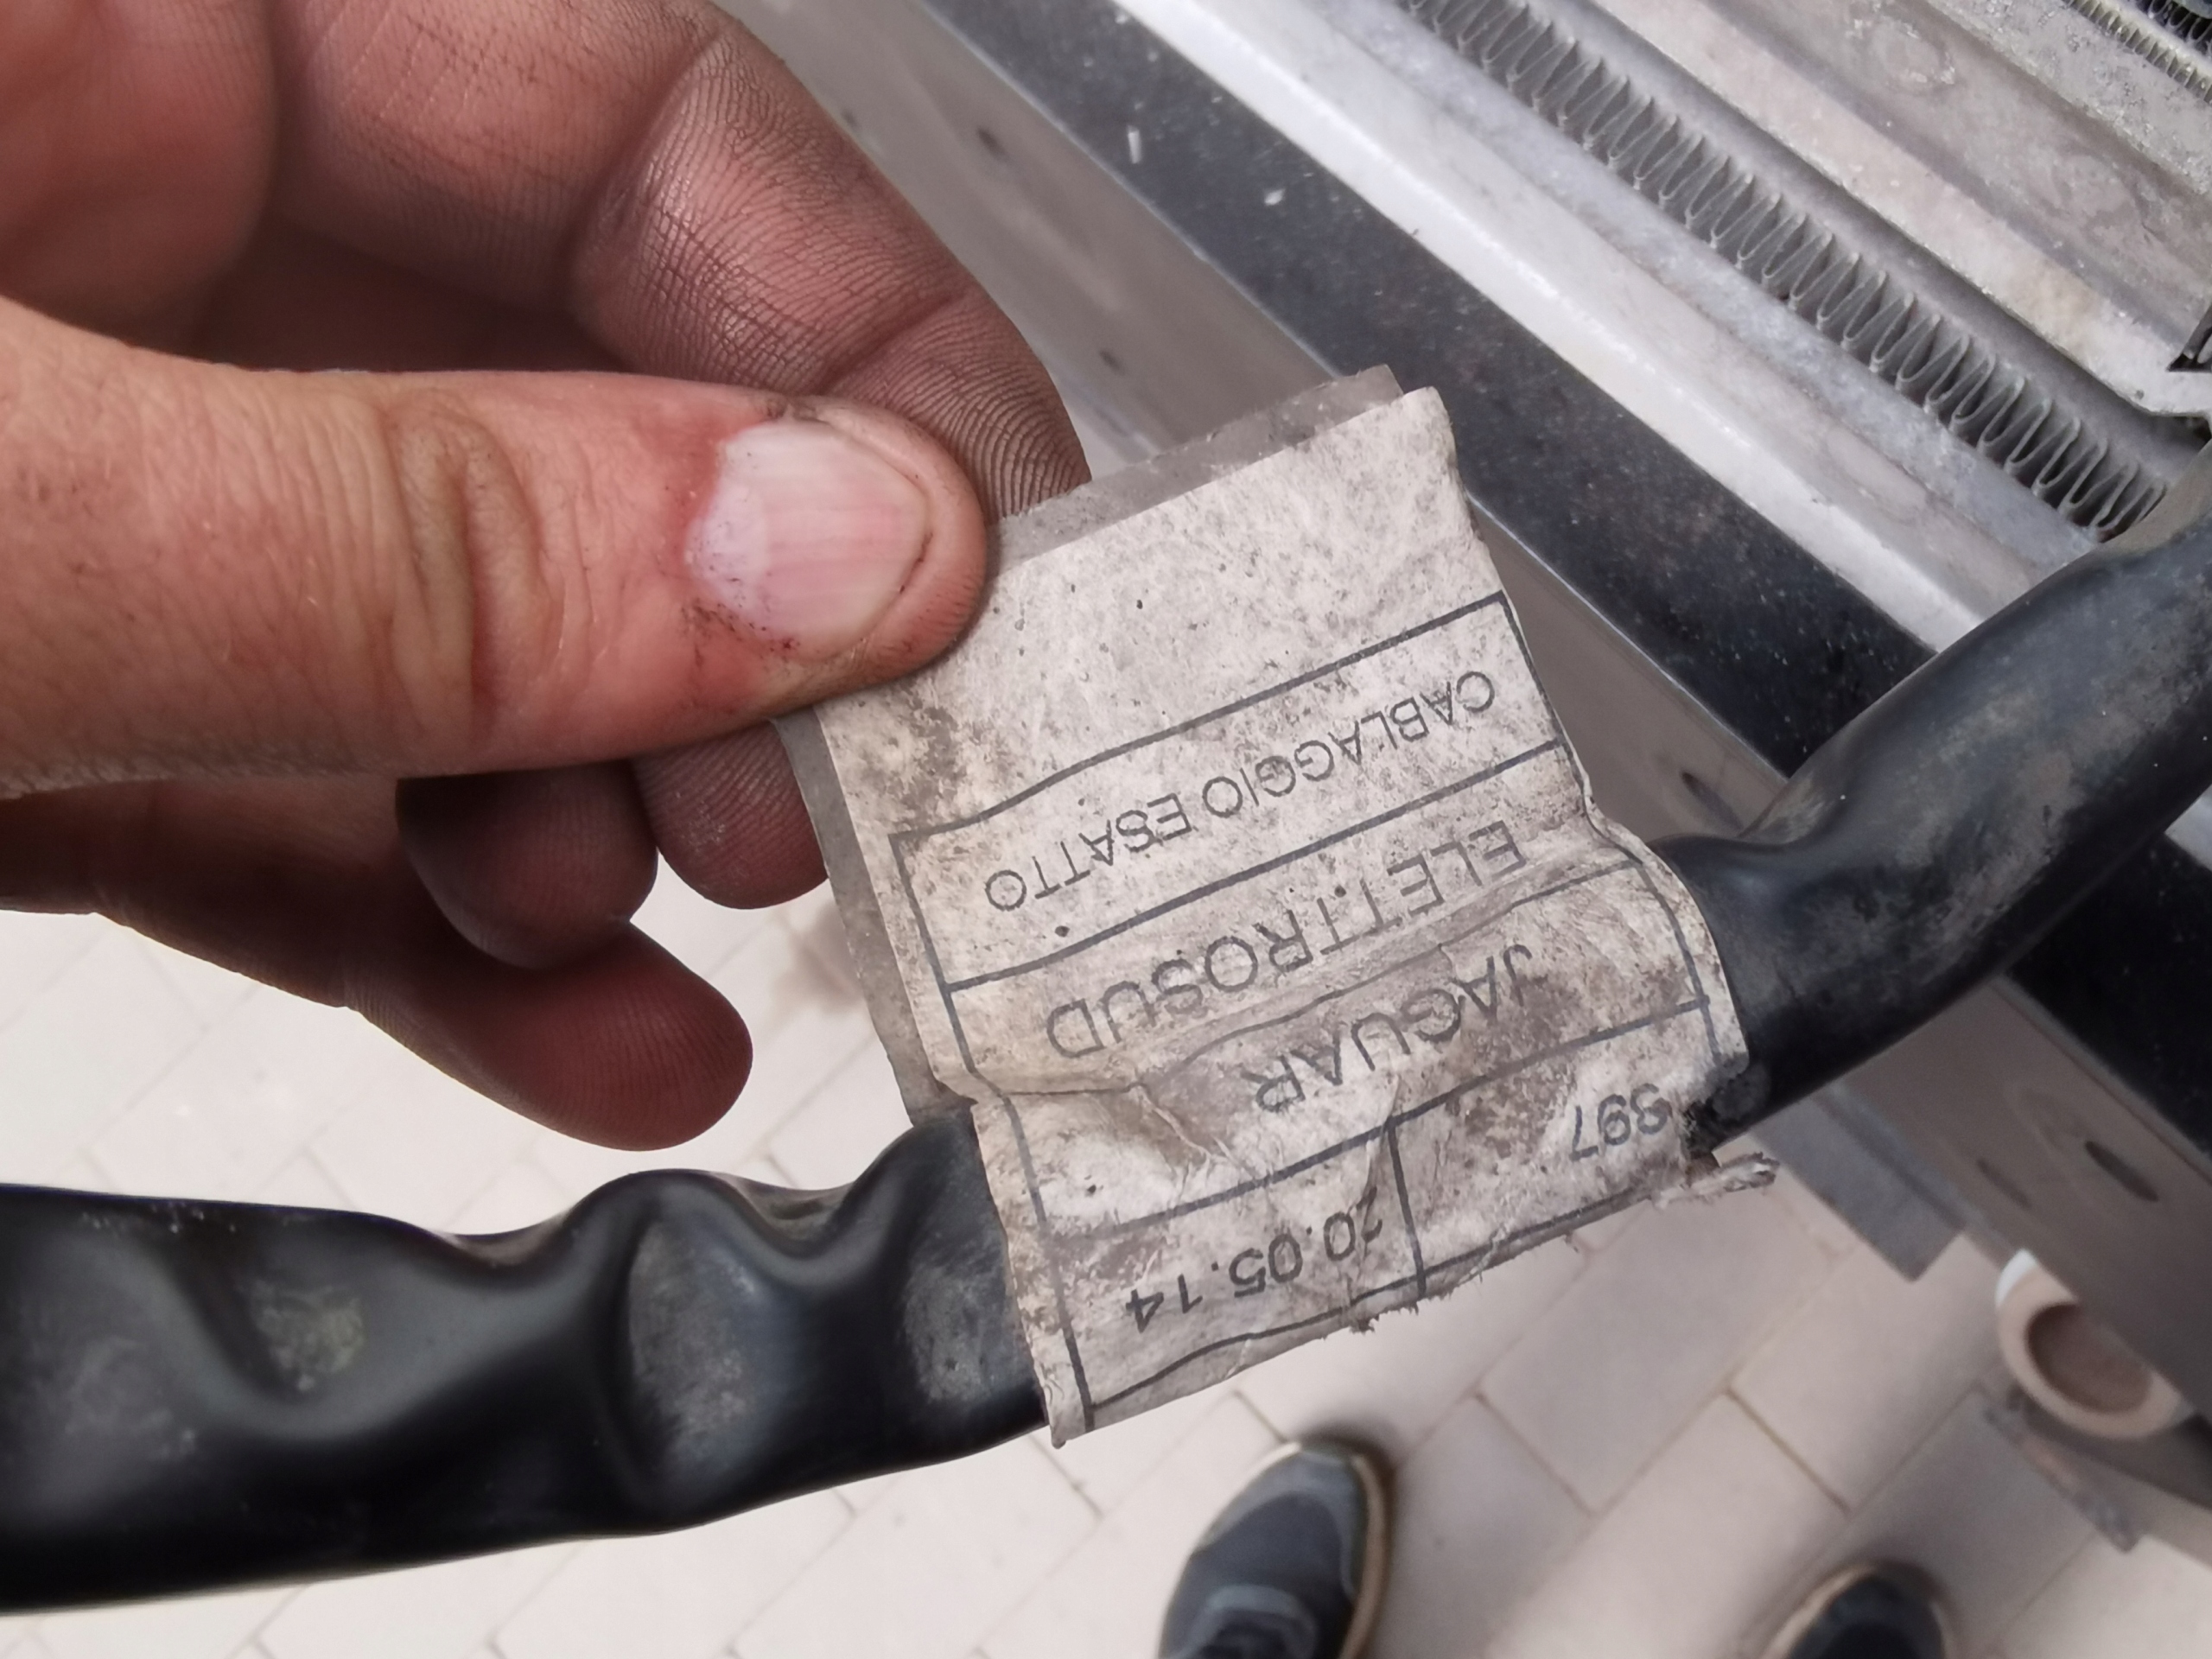 397 20.05.14
JAGUAR
ELETTROSUD
CABLAGGIO ESATTO